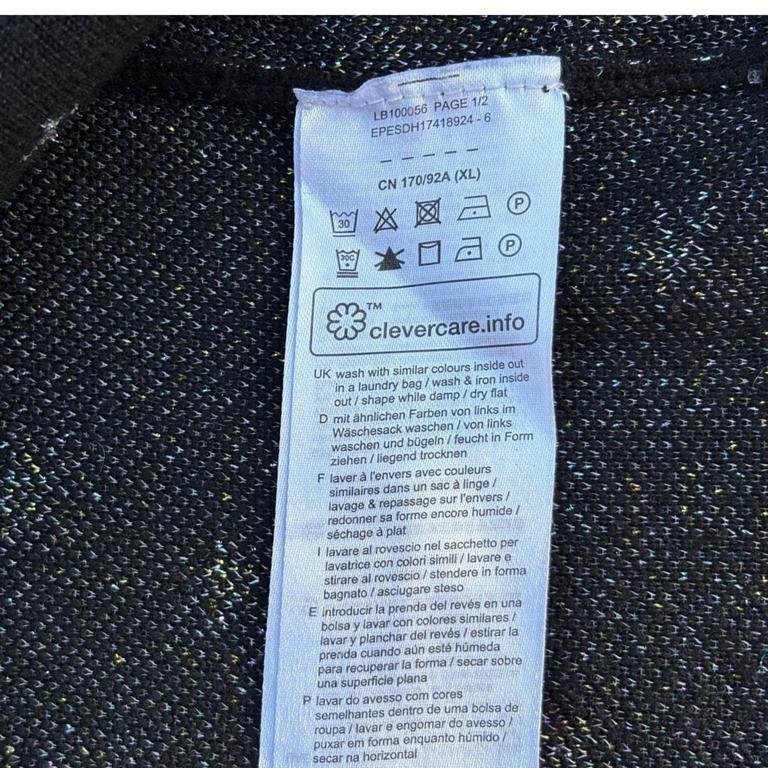 LB100056 PAGE 1/2
EPESDH17418924 - 6
– – – – –
CN 170/92A (XL)
30 P
30C P
™
clevercare.info
UK wash with similar colours inside out
in a laundry bag / wash & iron inside
out / shape while damp / dry flat
D mit ähnlichen Farben von links im
Wäschesack waschen / von links
waschen und bügeln / feucht in Form
ziehen / liegend trocknen
F laver à l'envers avec couleurs
similaires dans un sac à linge /
lavage & repassage sur l'envers /
redonner sa forme encore humide /
séchage à plat
I lavare al rovescio nel sacchetto per
lavatrice con colori simili / lavare e
stirare al rovescio / stendere in forma
bagnato / asciugare steso
E introducir la prenda del revés en una
bolsa y lavar con colores similares /
lavar y planchar del revés / estirar la
prenda cuando aún esté húmeda
para recuperar la forma / secar sobre
una superficie plana
P lavar do avesso com cores
semelhantes dentro de uma bolsa de
roupa / lavar e engomar do avesso /
puxar em forma enquanto húmido /
secar na horizontal